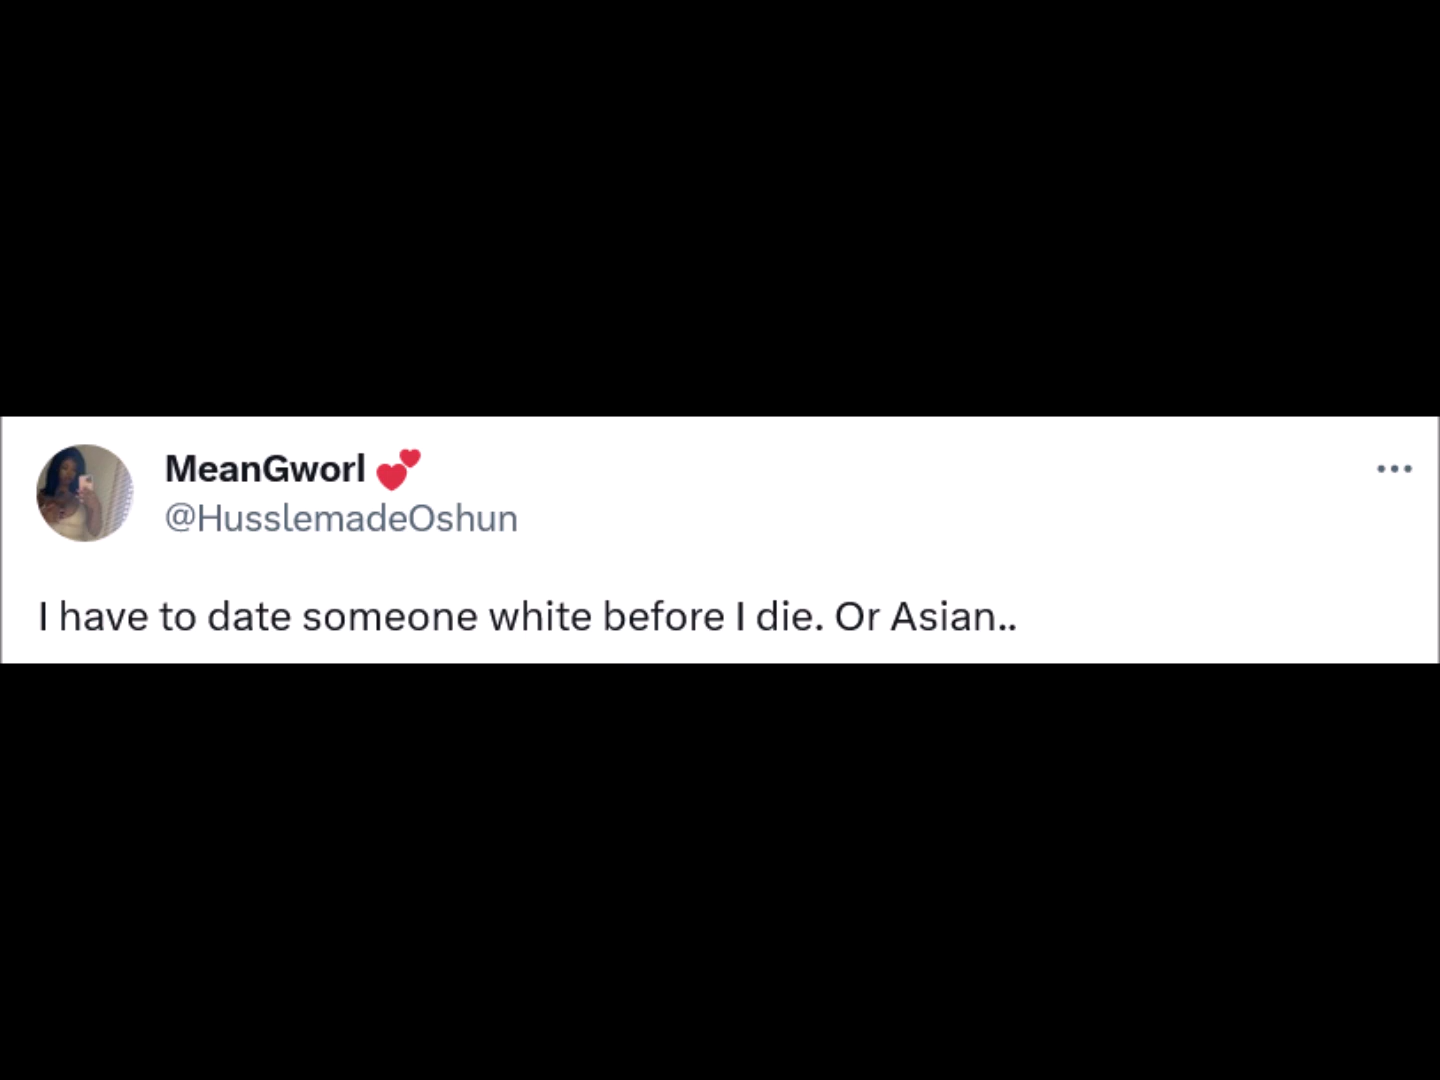 MeanGworl 💕
@HusslemadeOshun
I have to date someone white before I die. Or Asian..